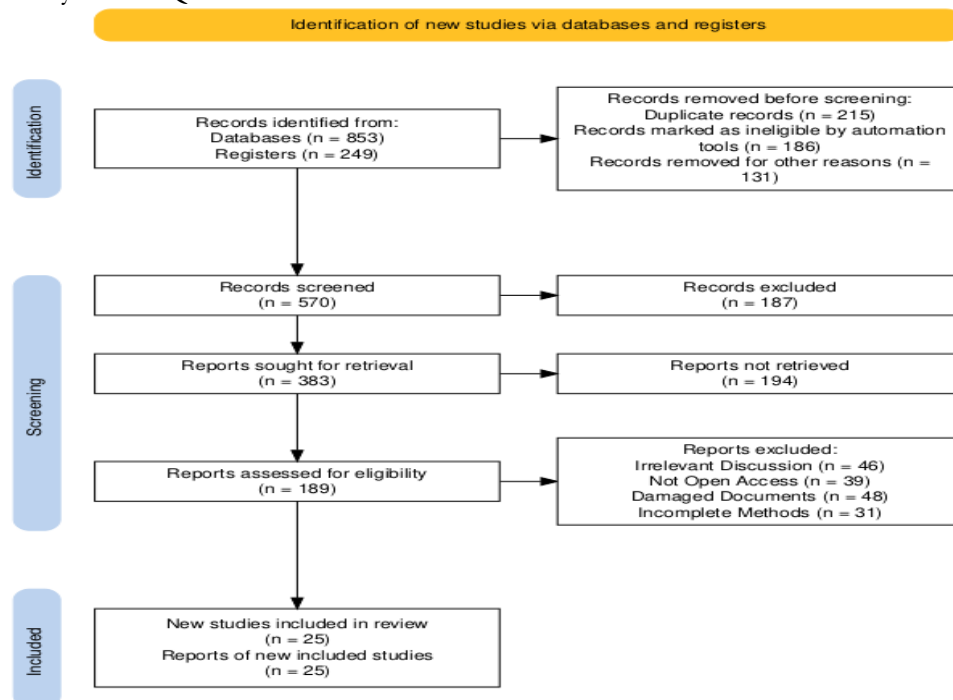 Identification of new studies via databases and registers
Identification
Records identified from:
Databases (n = 853)
Registers (n = 249)
Records removed before screening:
Duplicate records (n = 215)
Records marked as ineligible by automation
tools (n = 186)
Records removed for other reasons (n =
131)
Screening
Records screened
(n = 570)
Records excluded
(n = 187)
Reports sought for retrieval
(n = 383)
Reports not retrieved
(n = 194)
Reports assessed for eligibility
(n = 189)
Reports excluded:
Irrelevant Discussion (n = 46)
Not Open Access (n = 39)
Damaged Documents (n = 48)
Incomplete Methods (n = 31)
Included
New studies included in review
(n = 25)
Reports of new included studies
(n = 25)